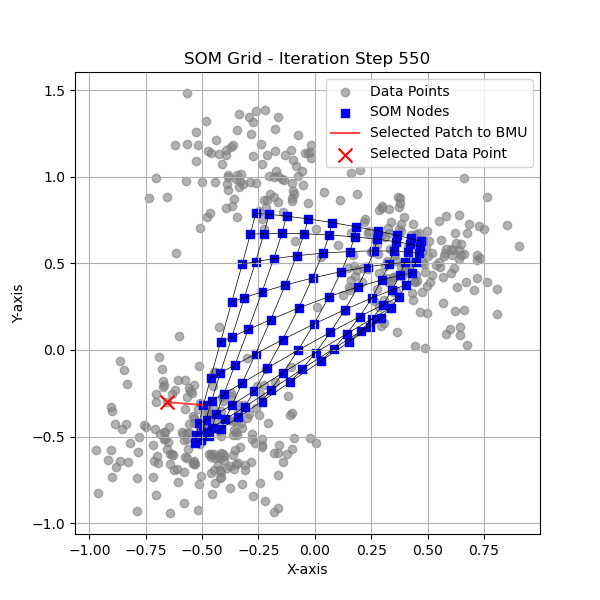 SOM Grid - Iteration Step 550
Data Points
SOM Nodes
Selected Patch to BMU
Selected Data Point
1.5
1.0
0.5
0.0
−0.5
−1.0
Y-axis
−1.00 −0.75 −0.50 −0.25 0.00 0.25 0.50 0.75
X-axis